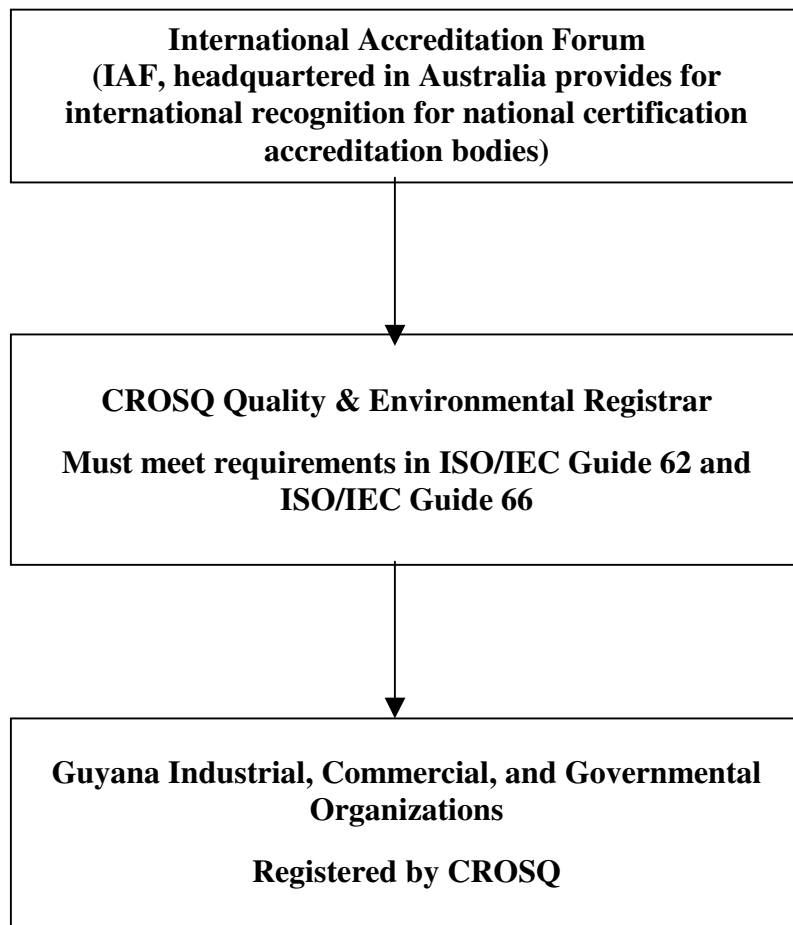 International Accreditation Forum
(IAF, headquartered in Australia provides for
international recognition for national certification
accreditation bodies)
CROSQ Quality & Environmental Registrar
Must meet requirements in ISO/IEC Guide 62 and
ISO/IEC Guide 66
Guyana Industrial, Commercial, and Governmental
Organizations
Registered by CROSQ